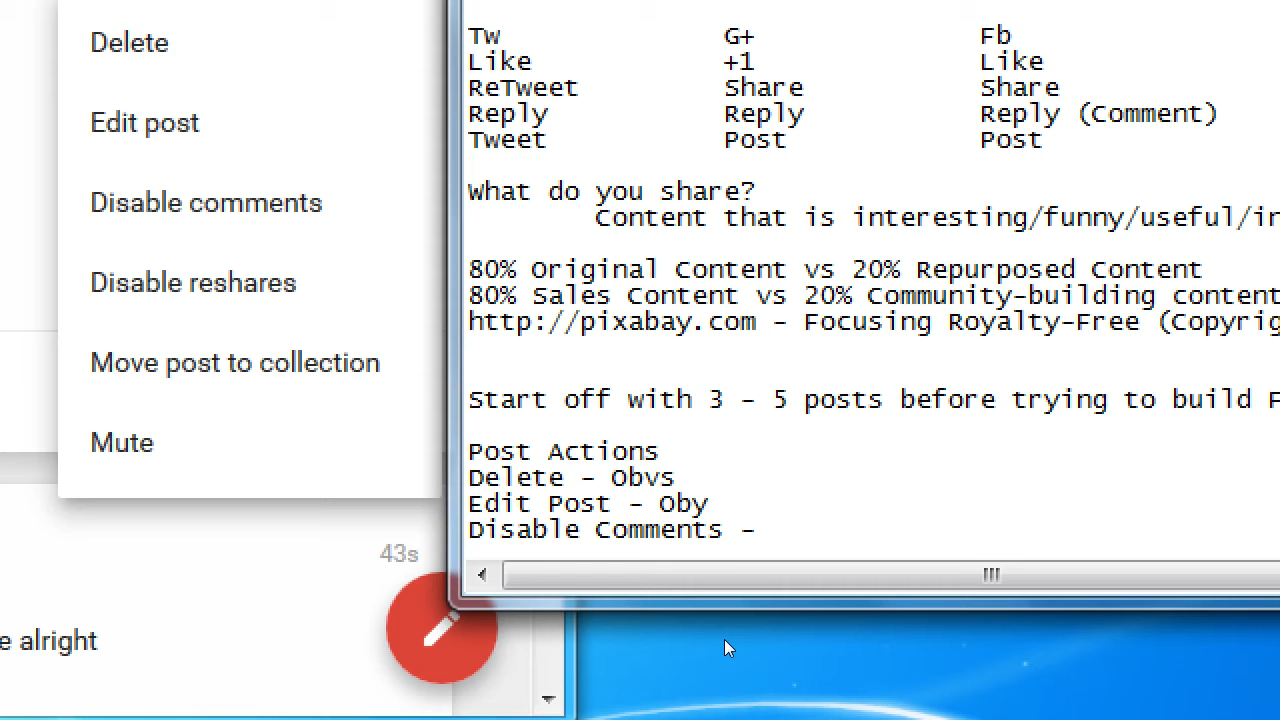 Delete
Edit post
Disable comments
Disable reshares
Move post to collection
Mute
43s
e alright
Tw G+ Fb
Like +1 Like
ReTweet Share Share
Reply Reply Reply (Comment)
Tweet Post Post
What do you share?
Content that is interesting/funny/useful/in
80% Original Content vs 20% Repurposed Content
80% Sales Content vs 20% Community-building content
http://pixabay.com - Focusing Royalty-Free (Copyrig
Start off with 3 - 5 posts before trying to build F
Post Actions
Delete - Obvs
Edit Post - Oby
Disable Comments -